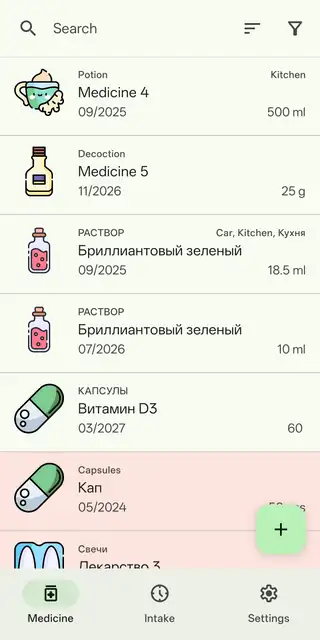 Search
Potion
Kitchen
Medicine 4
09/2025
500 ml
Decoction
Medicine 5
11/2026
25 g
РАСТВОР
Car, Kitchen, Кухня
Бриллиантовый зеленый
09/2025
18.5 ml
РАСТВОР
Бриллиантовый зеленый
07/2026
10 ml
КАПСУЛЫ
Витамин D3
03/2027
60
Capsules
Кап
05/2024
Свечи
Лекарство 3
Medicine
Intake
Settings